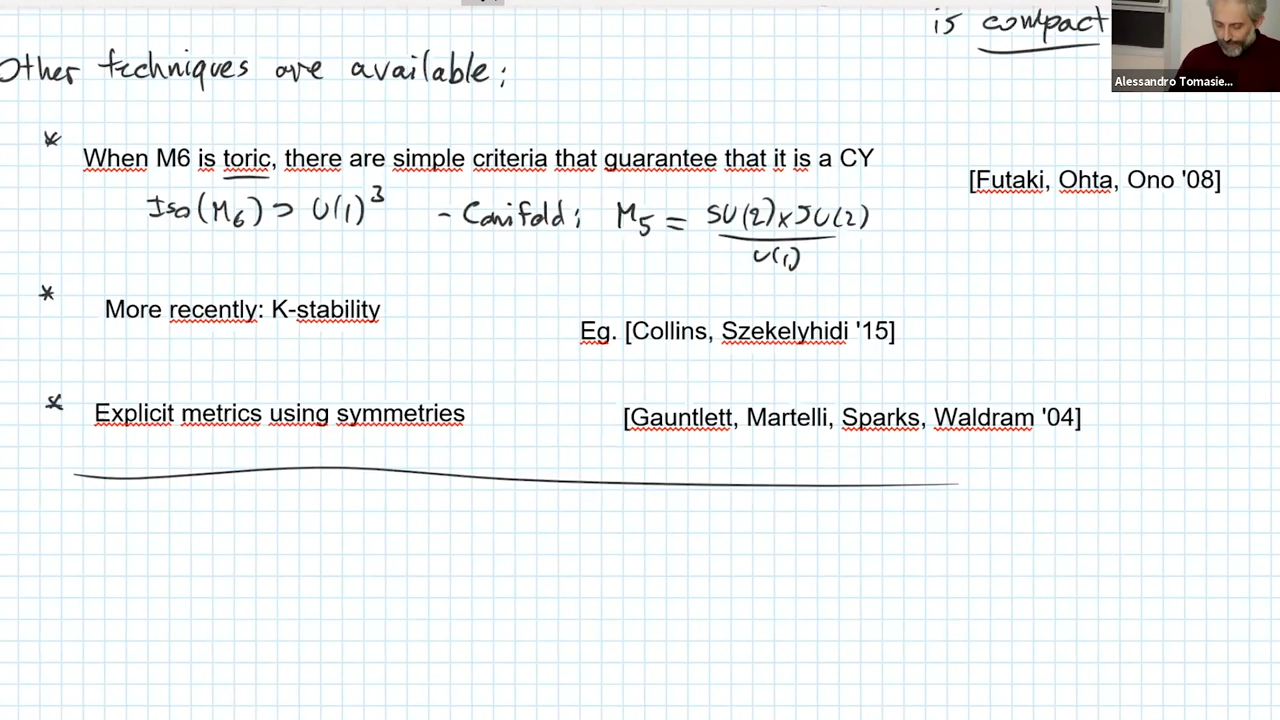 is compact
Alessandro Tomasie...
Other techniques are available:
* When M6 is toric, there are simple criteria that guarantee that it is a CY
[Futaki, Ohta, Ono '08]
Iso(M₆) ⊃ U(1)³ - Conifold: M₅ = SU(2)×SU(2)
U(1)
* More recently: K-stability
Eg. [Collins, Szekelyhidi '15]
* Explicit metrics using symmetries
[Gauntlett, Martelli, Sparks, Waldram '04]